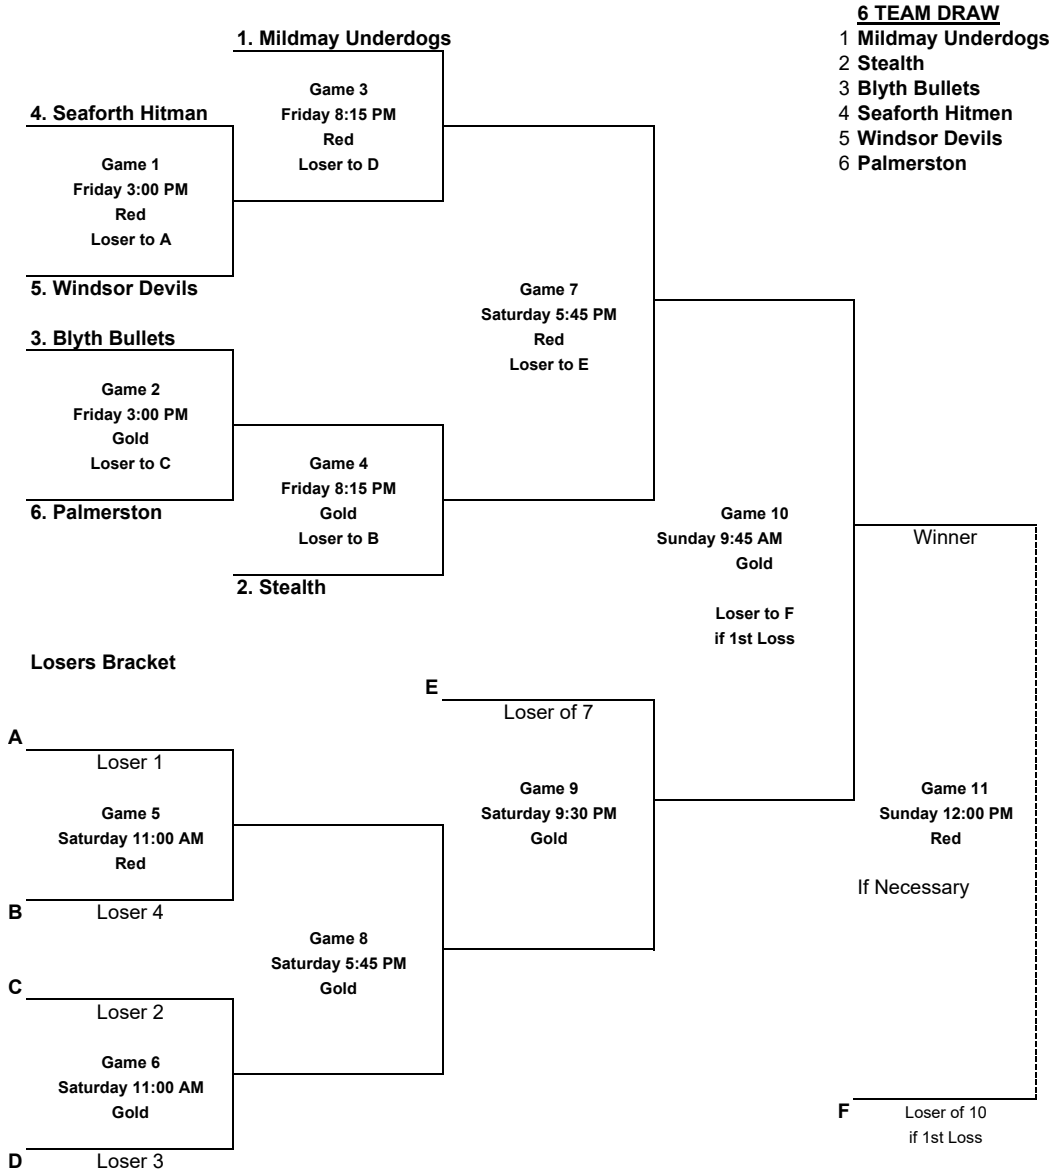 6 TEAM DRAW
1 Mildmay Underdogs
2 Stealth
3 Blyth Bullets
4 Seaforth Hitmen
5 Windsor Devils
6 Palmerston
1. Mildmay Underdogs
Game 3
Friday 8:15 PM
Red
Loser to D
4. Seaforth Hitman
Game 1
Friday 3:00 PM
Red
Loser to A
5. Windsor Devils
Game 7
Saturday 5:45 PM
Red
Loser to E
3. Blyth Bullets
Game 2
Friday 3:00 PM
Gold
Loser to C
6. Palmerston
Game 4
Friday 8:15 PM
Gold
Loser to B
2. Stealth
Game 10
Sunday 9:45 AM
Gold
Loser to F
if 1st Loss
Winner
Losers Bracket
E
Loser of 7
A
Loser 1
Game 5
Saturday 11:00 AM
Red
B
Loser 4
Game 9
Saturday 9:30 PM
Gold
Game 11
Sunday 12:00 PM
Red
If Necessary
Game 8
Saturday 5:45 PM
Gold
C
Loser 2
Game 6
Saturday 11:00 AM
Gold
D
Loser 3
F
Loser of 10
if 1st Loss